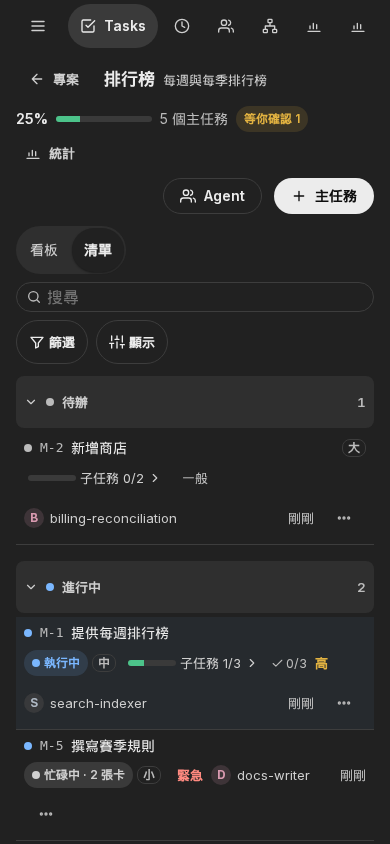 Tasks
專案 排行榜 每週與每季排行榜
25% 5 個主任務 等你確認 1
統計
Agent + 主任務
看板 清單
搜尋
篩選 顯示
待辦 1
M-2 新增商店 大
子任務 0/2 一般
B billing-reconciliation 剛剛 •••
進行中 2
M-1 提供每週排行榜
執行中 中 子任務 1/3 0/3 高
S search-indexer 剛剛 •••
M-5 撰寫賽季規則
忙碌中 · 2 張卡 小 緊急 D docs-writer 剛剛
•••